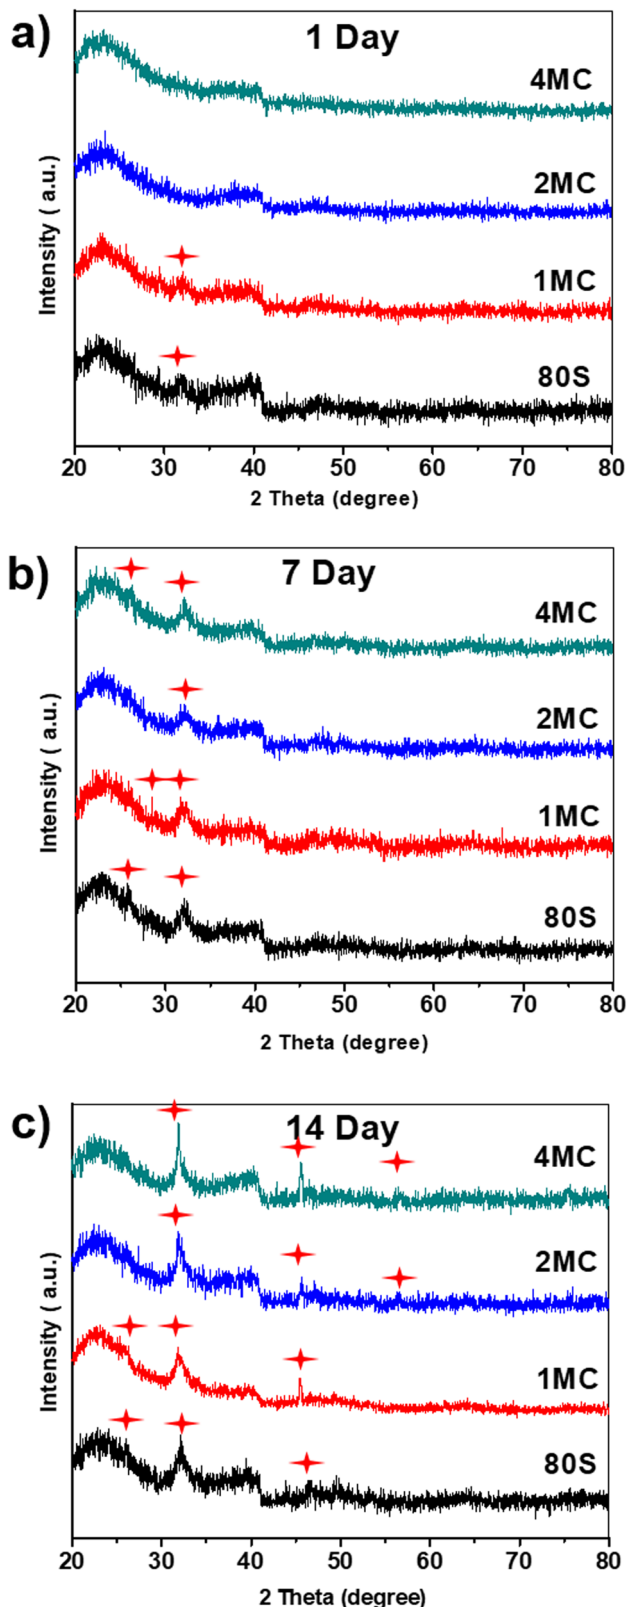 a)
1 Day
4MC
2MC
1MC
80S
Intensity ( a.u.)
20 30 40 50 60 70 80
2 Theta (degree)
b)
7 Day
4MC
2MC
1MC
80S
Intensity ( a.u.)
20 30 40 50 60 70 80
2 Theta (degree)
c)
14 Day
4MC
2MC
1MC
80S
Intensity ( a.u.)
20 30 40 50 60 70 80
2 Theta (degree)